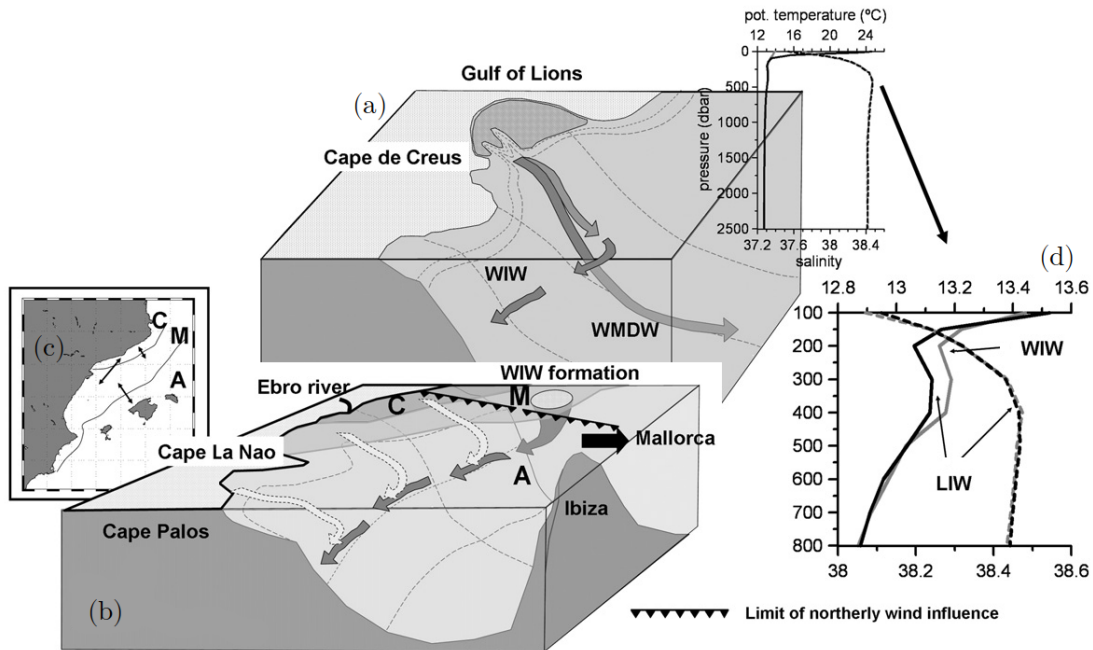 (a)
Gulf of Lions
Cape de Creus
WIW
WMDW
pot. temperature (ºC)
12 16 20 24
0
500
1000
1500
2000
2500
pressure (dbar)
37.2 37.6 38 38.4
salinity
(c)
C
M
A
Ebro river
WIW formation
C
M
A
Mallorca
Cape La Nao
Ibiza
Cape Palos
(b)
(d)
12.8 13 13.2 13.4 13.6
100
200
300
400
500
600
700
800
WIW
LIW
38 38.2 38.4 38.6
Limit of northerly wind influence